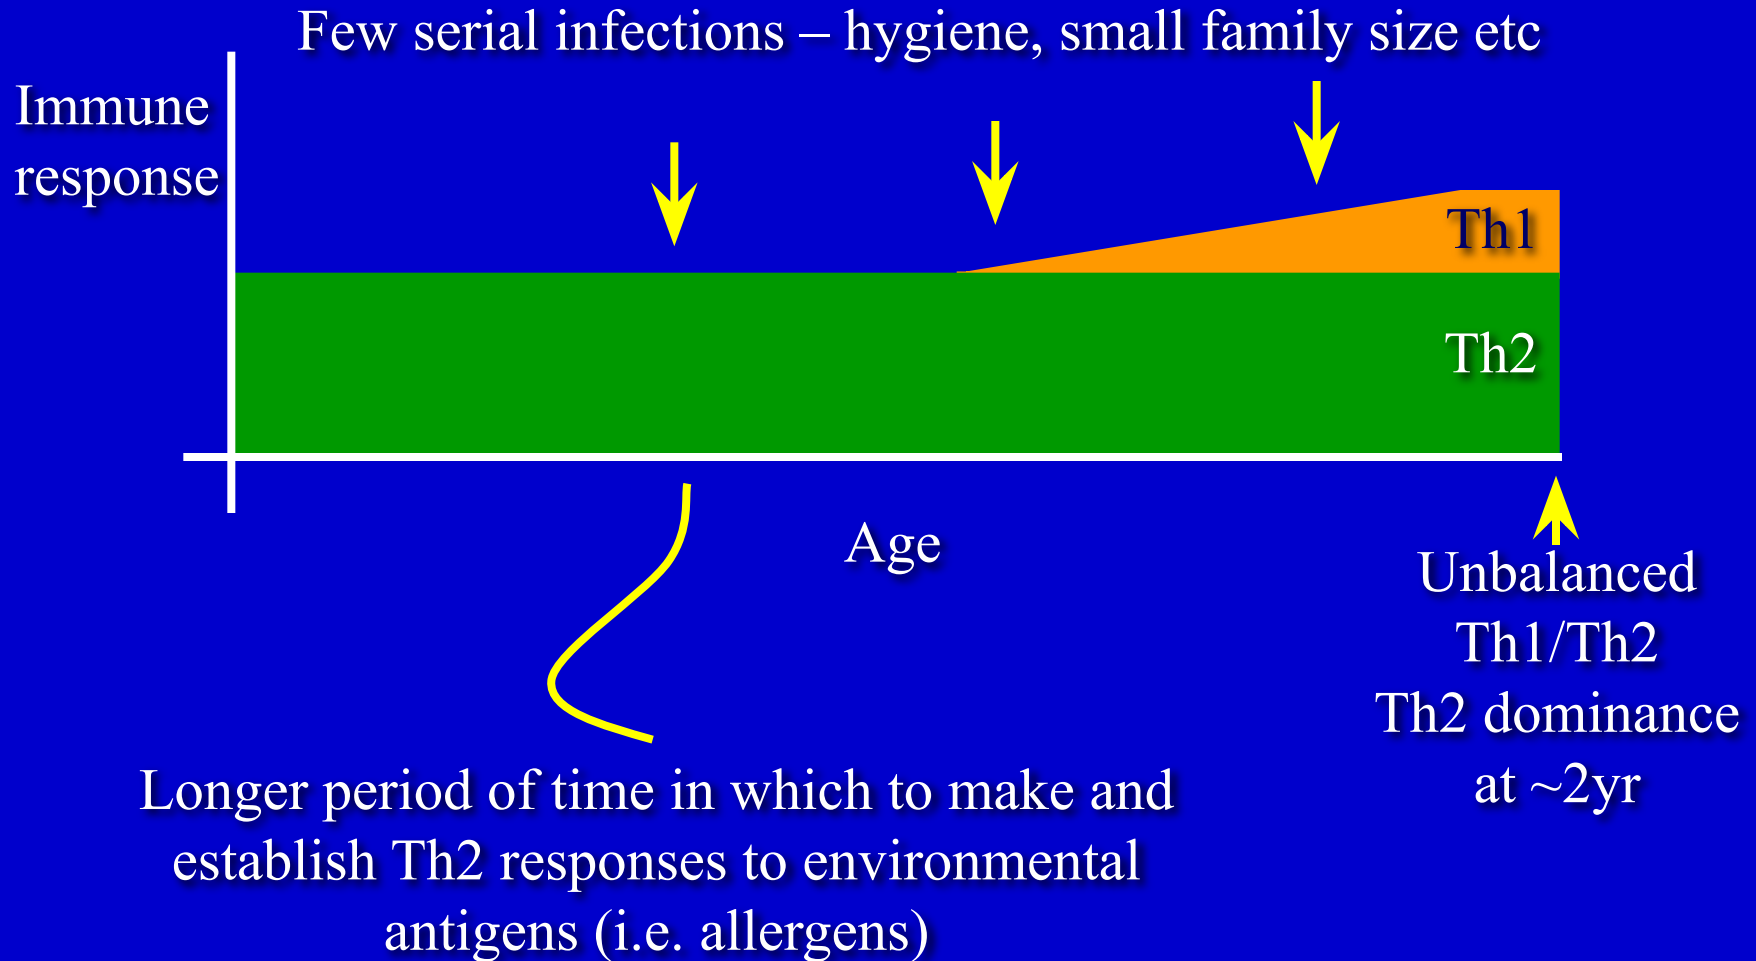 Few serial infections – hygiene, small family size etc
Immune
response
Th1
Th2
Age
Unbalanced
Th1/Th2
Th2 dominance
at ~2yr
Longer period of time in which to make and
establish Th2 responses to environmental
antigens (i.e. allergens)